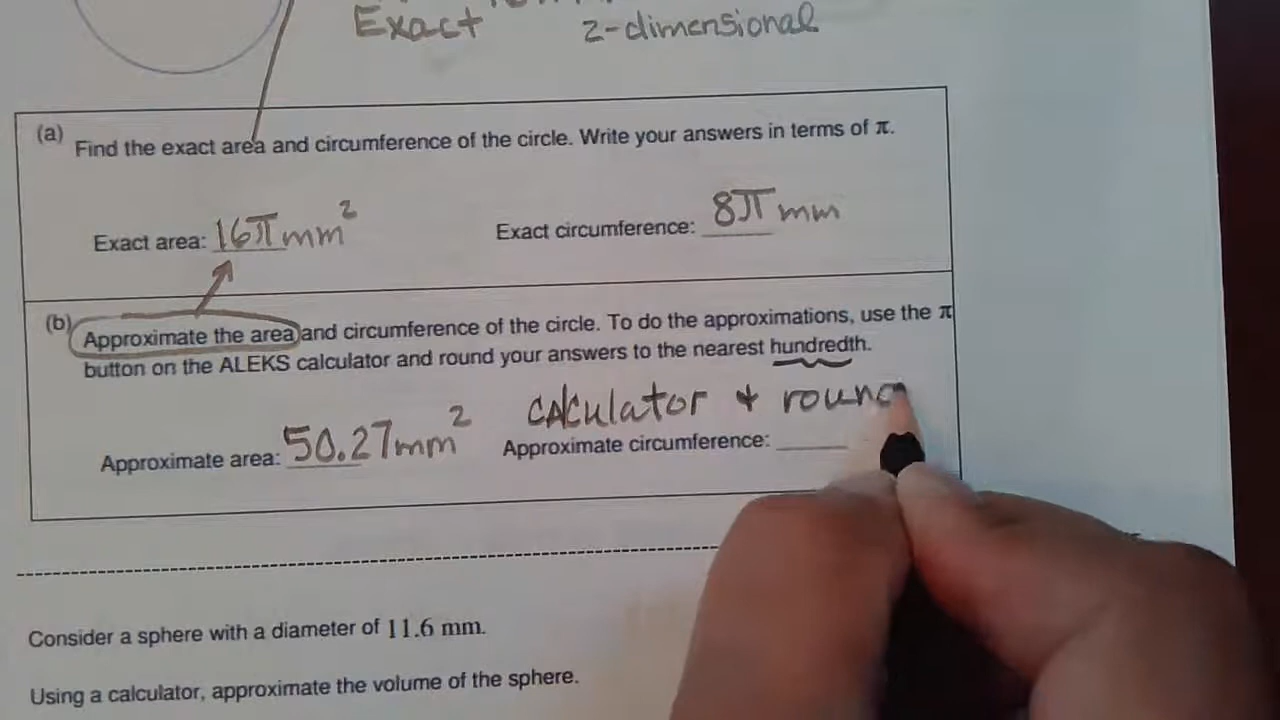 Exact
2-dimensional
(a) Find the exact area and circumference of the circle. Write your answers in terms of π.
Exact area: 16π mm²
Exact circumference: 8π mm
(b) Approximate the area and circumference of the circle. To do the approximations, use the π
button on the ALEKS calculator and round your answers to the nearest hundredth.
CAlculator + round
Approximate area: 50.27mm²
Approximate circumference:
Consider a sphere with a diameter of 11.6 mm.
Using a calculator, approximate the volume of the sphere.